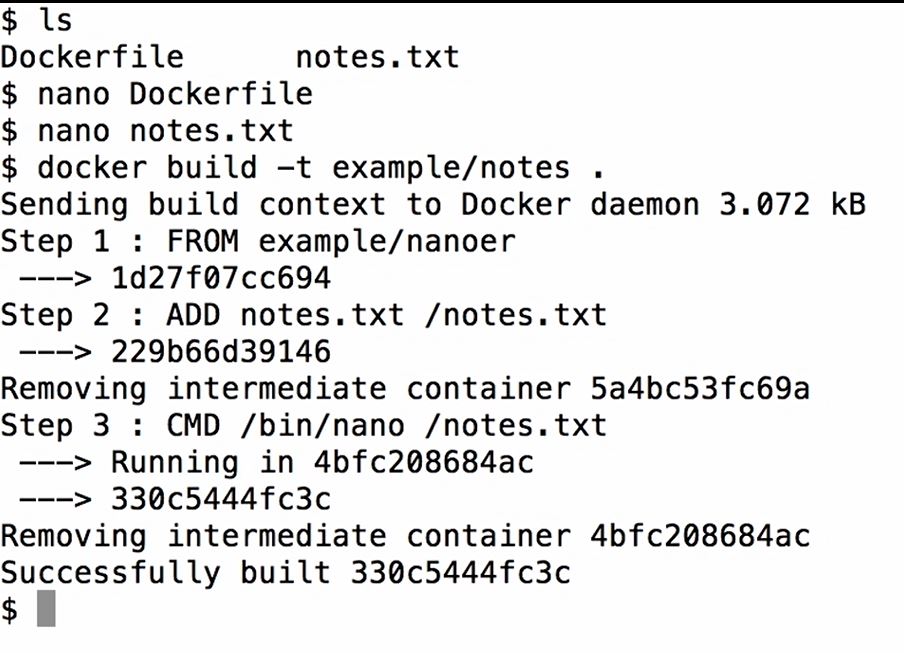 $ ls
Dockerfile      notes.txt
$ nano Dockerfile
$ nano notes.txt
$ docker build -t example/notes .
Sending build context to Docker daemon 3.072 kB
Step 1 : FROM example/nanoer
 ---> 1d27f07cc694
Step 2 : ADD notes.txt /notes.txt
 ---> 229b66d39146
Removing intermediate container 5a4bc53fc69a
Step 3 : CMD /bin/nano /notes.txt
 ---> Running in 4bfc208684ac
 ---> 330c5444fc3c
Removing intermediate container 4bfc208684ac
Successfully built 330c5444fc3c
$